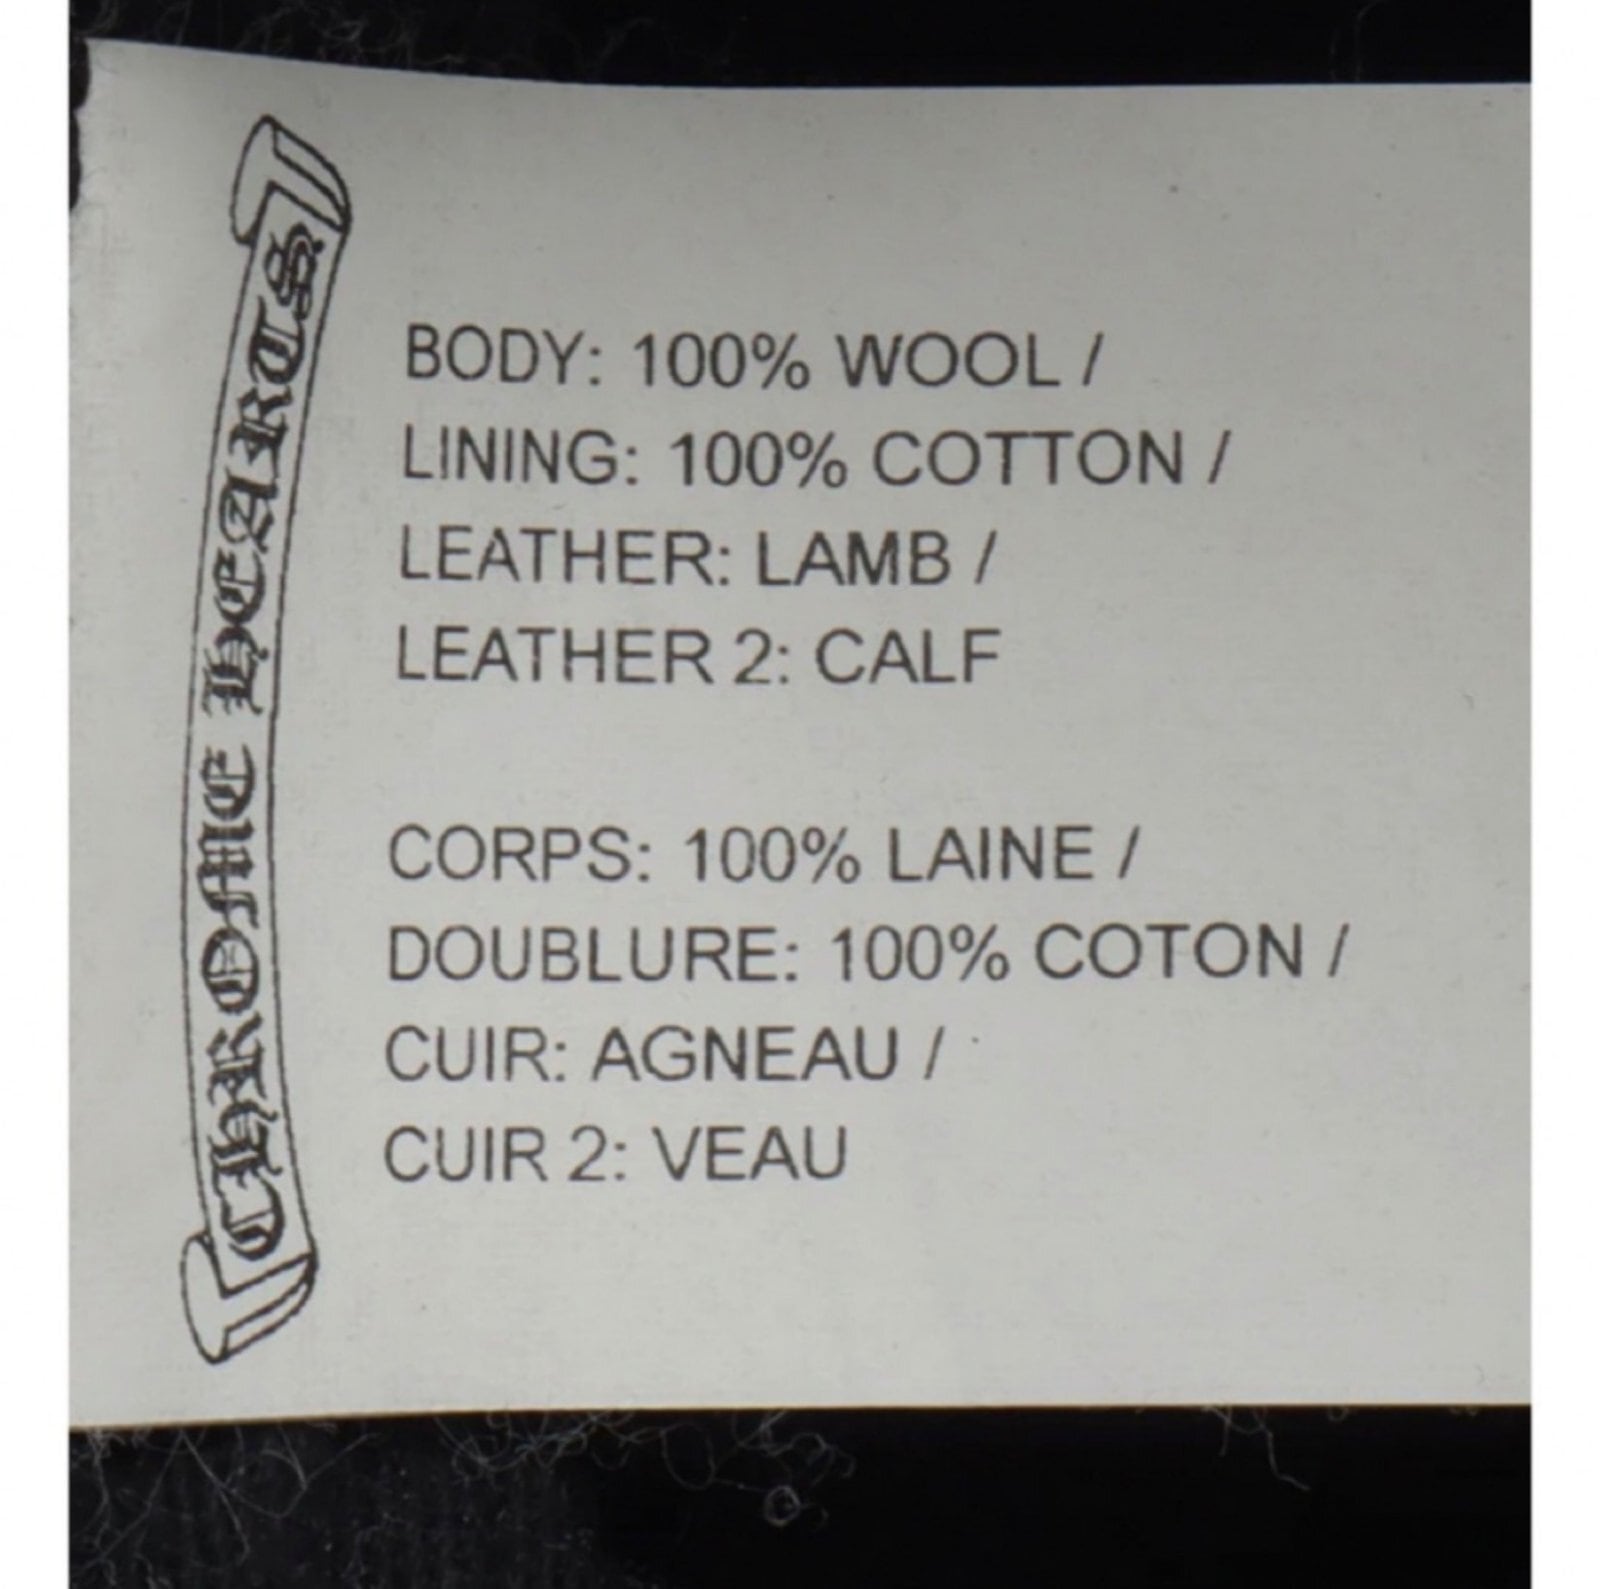 CHROME HEARTS
BODY: 100% WOOL /
LINING: 100% COTTON /
LEATHER: LAMB /
LEATHER 2: CALF
CORPS: 100% LAINE /
DOUBLURE: 100% COTON /
CUIR: AGNEAU /
CUIR 2: VEAU